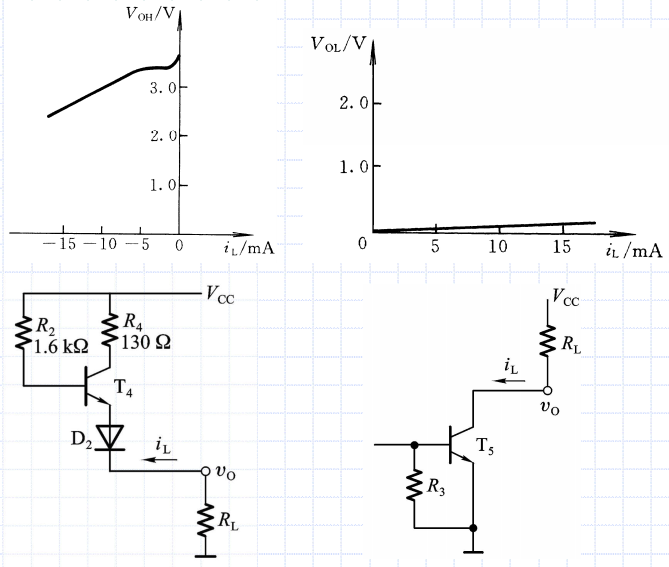 V_OH/V
3.0
2.0
1.0
−15 −10 −5 0 i_L/mA
V_OL/V
2.0
1.0
0 5 10 15 i_L/mA
V_CC
R_2
1.6 kΩ
R_4
130 Ω
T_4
D_2
i_L
v_O
R_L
V_CC
R_L
i_L
v_O
T_5
R_3